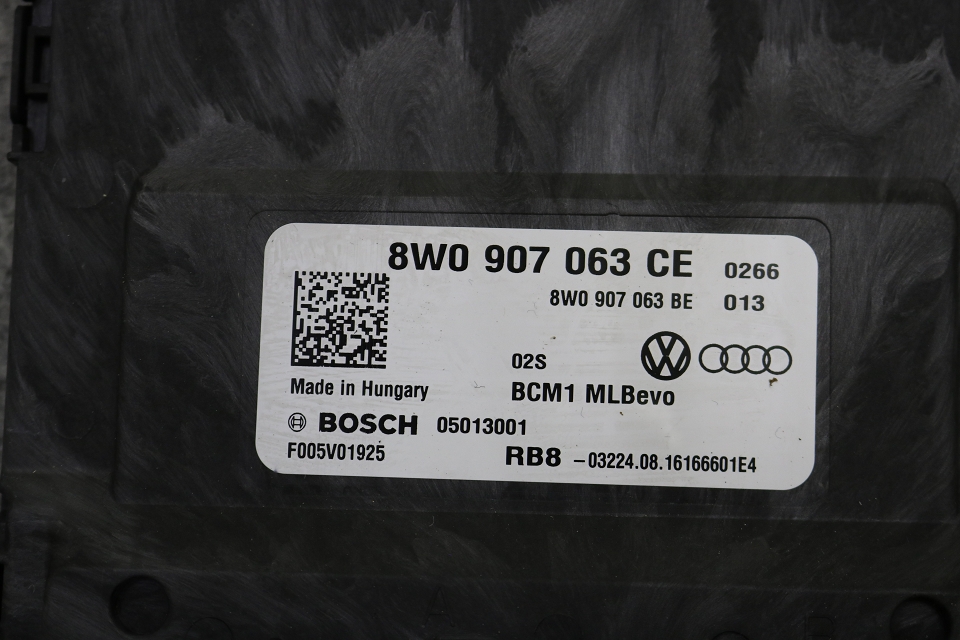 8W0 907 063 CE 0266
8W0 907 063 BE 013
02S
Made in Hungary BCM1 MLBevo
BOSCH 05013001
F005V01925 RB8 -03224.08.16166601E4